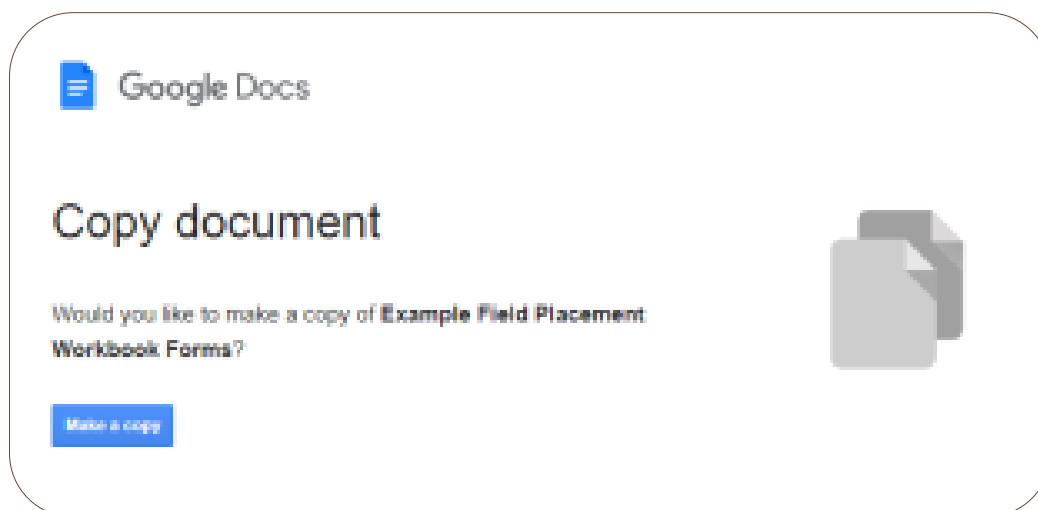 Google Docs
Copy document
Would you like to make a copy of Example Field Placement
Workbook Forms?
Make a copy